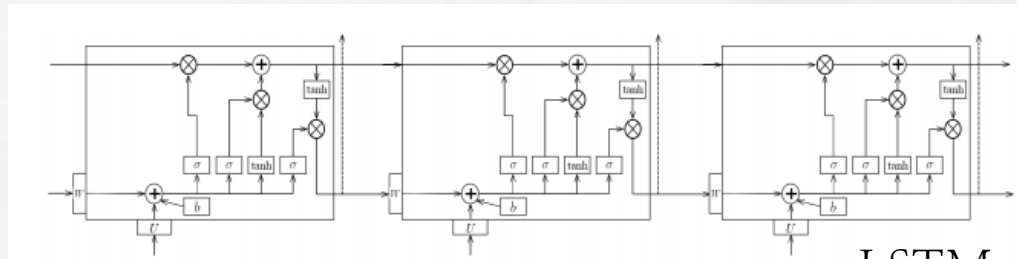 tanh tanh tanh
σ σ tanh σ σ σ tanh σ σ σ tanh σ
W W W
b b b
U U U
LSTM